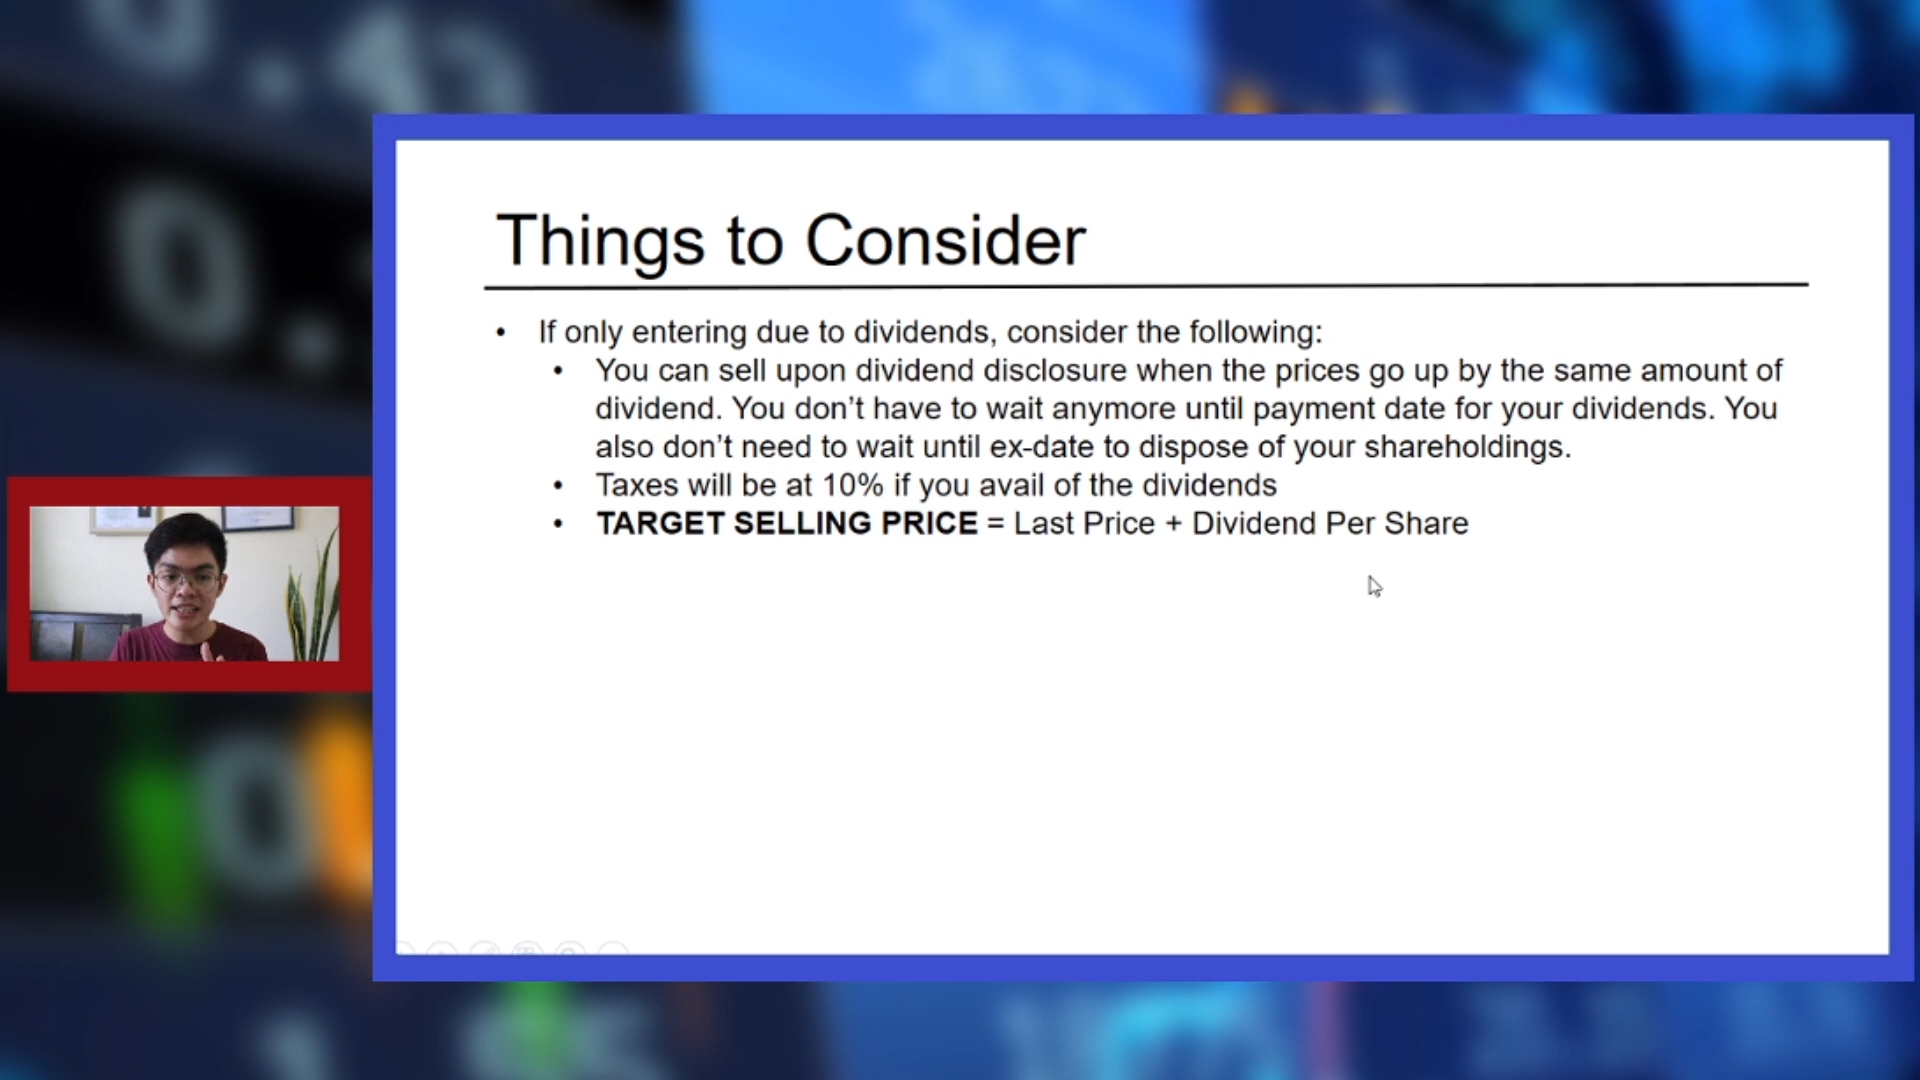 Things to Consider
• If only entering due to dividends, consider the following:
• You can sell upon dividend disclosure when the prices go up by the same amount of
dividend. You don’t have to wait anymore until payment date for your dividends. You
also don’t need to wait until ex-date to dispose of your shareholdings.
• Taxes will be at 10% if you avail of the dividends
• TARGET SELLING PRICE = Last Price + Dividend Per Share